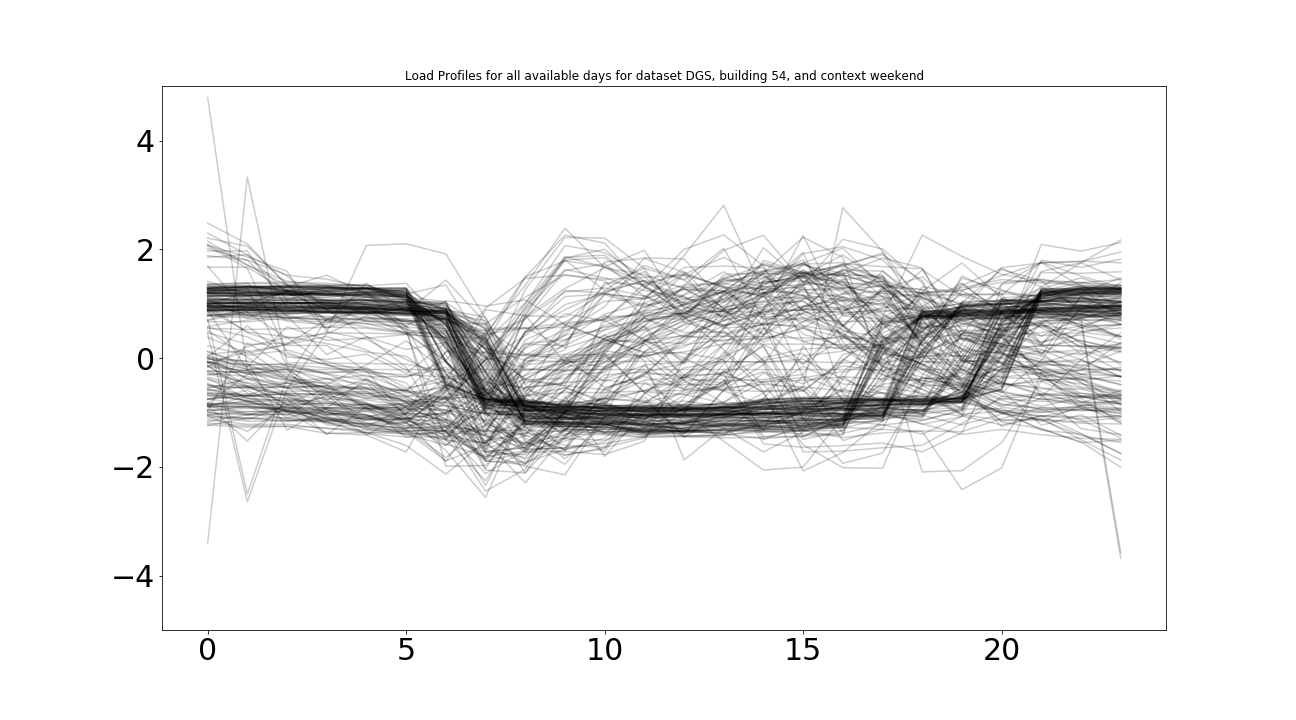 Load Profiles for all available days for dataset DGS, building 54, and context weekend
4
2
0
−2
−4
0 5 10 15 20